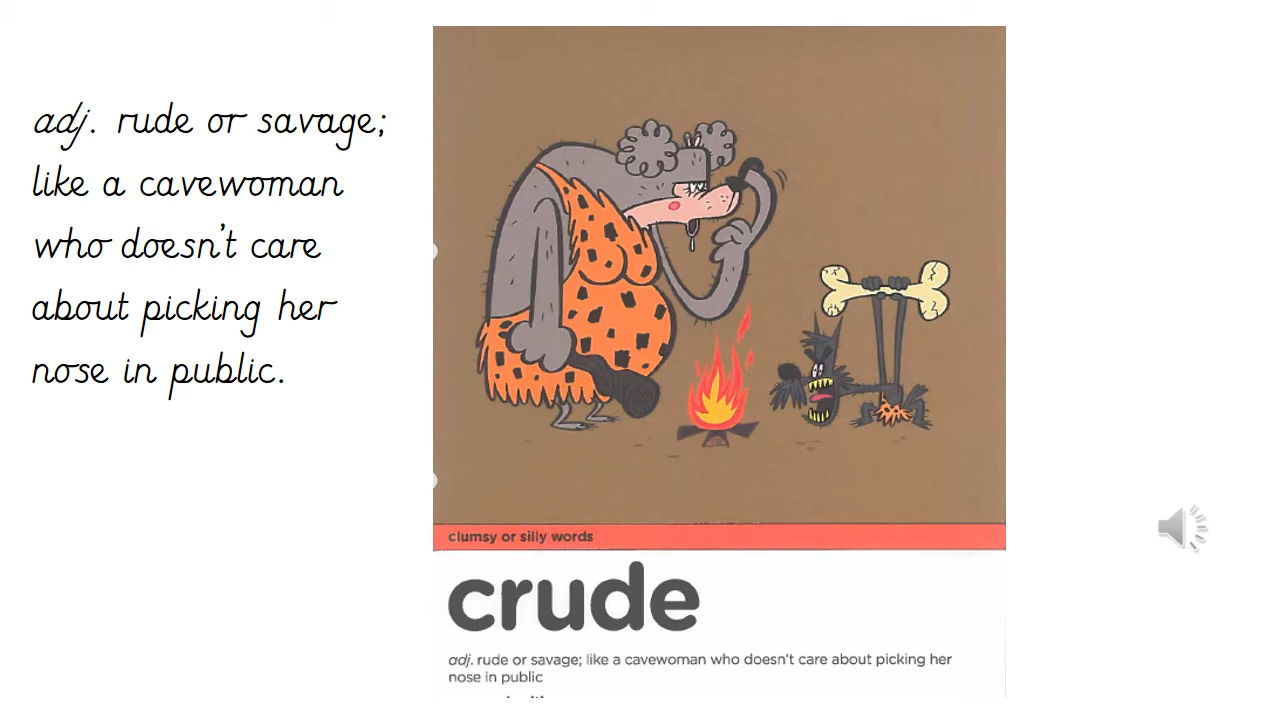 adj. rude or savage;
like a cavewoman
who doesn't care
about picking her
nose in public.
clumsy or silly words
crude
adj. rude or savage; like a cavewoman who doesn't care about picking her
nose in public